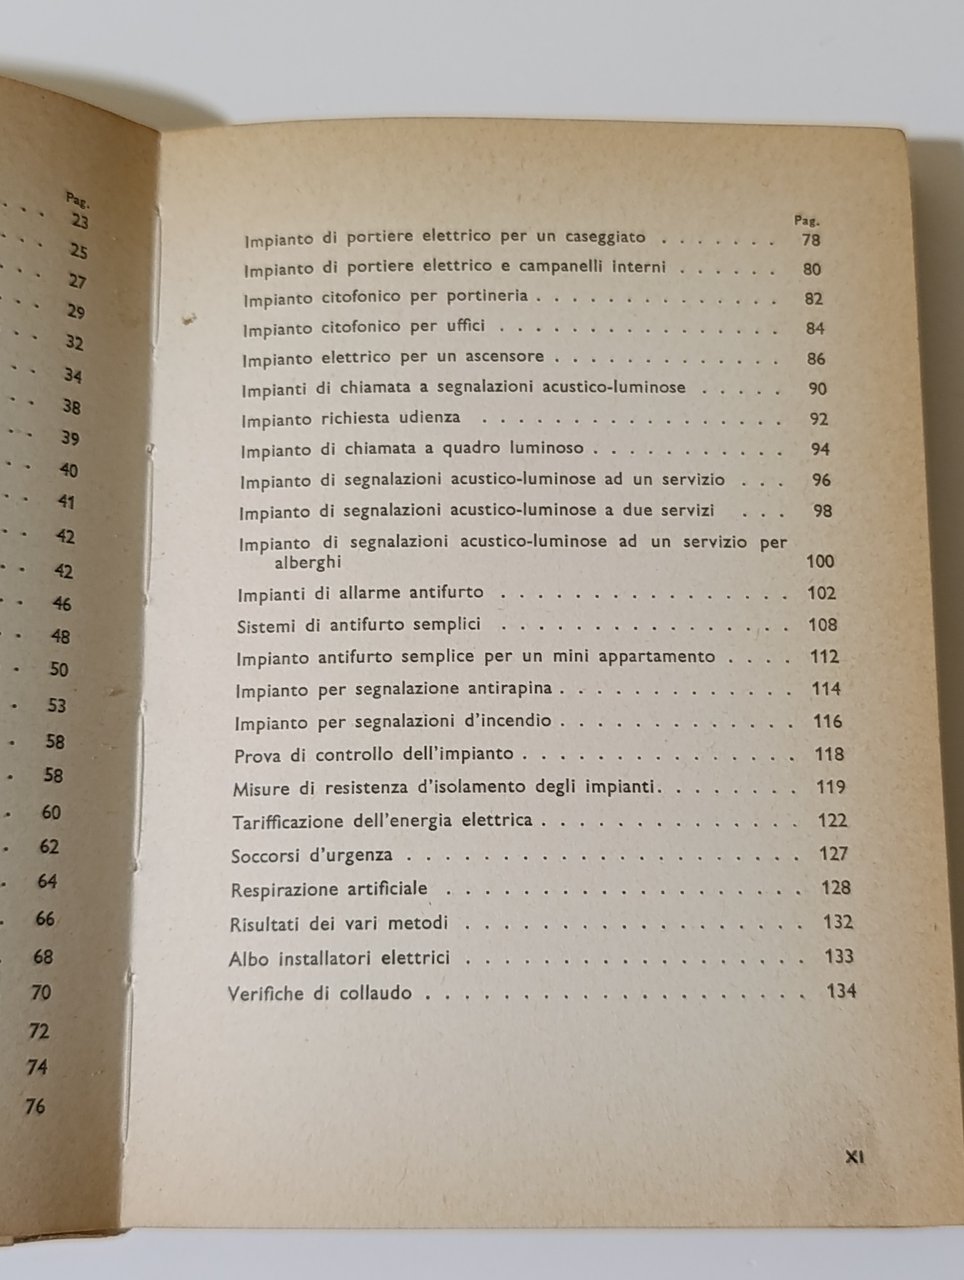 Pag.
. . . 23
. . . 25
. . . 27
. . . 29
. . 32
. . 34
. . 38
. . 39
. . 40
. . 41
. . 42
. . 42
. . 46
. 48
. 50
. 53
. 58
. 58
. 60
. 62
. 64
. 66
. 68
70
72
74
76
Pag.
Impianto di portiere elettrico per un caseggiato . . . . . . . 78
Impianto di portiere elettrico e campanelli interni . . . . . . 80
Impianto citofonico per portineria . . . . . . . . . . . . . 82
Impianto citofonico per uffici . . . . . . . . . . . . . . . 84
Impianto elettrico per un ascensore . . . . . . . . . . . . 86
Impianti di chiamata a segnalazioni acustico-luminose . . . . . 90
Impianto richiesta udienza . . . . . . . . . . . . . . . . 92
Impianto di chiamata a quadro luminoso . . . . . . . . . . . 94
Impianto di segnalazioni acustico-luminose ad un servizio . . . 96
Impianto di segnalazioni acustico-luminose a due servizi . . . 98
Impianto di segnalazioni acustico-luminose ad un servizio per
alberghi 100
Impianti di allarme antifurto . . . . . . . . . . . . . . . . 102
Sistemi di antifurto semplici . . . . . . . . . . . . . . . . 108
Impianto antifurto semplice per un mini appartamento . . . . 112
Impianto per segnalazione antirapina . . . . . . . . . . . . . 114
Impianto per segnalazioni d'incendio . . . . . . . . . . . . . 116
Prova di controllo dell'impianto . . . . . . . . . . . . . . . 118
Misure di resistenza d'isolamento degli impianti . . . . . . . . 119
Tarifficazione dell'energia elettrica . . . . . . . . . . . . . . 122
Soccorsi d'urgenza . . . . . . . . . . . . . . . . . . . . . 127
Respirazione artificiale . . . . . . . . . . . . . . . . . . . 128
Risultati dei vari metodi . . . . . . . . . . . . . . . . . . 132
Albo installatori elettrici . . . . . . . . . . . . . . . . . . 133
Verifiche di collaudo . . . . . . . . . . . . . . . . . . . . 134
XI